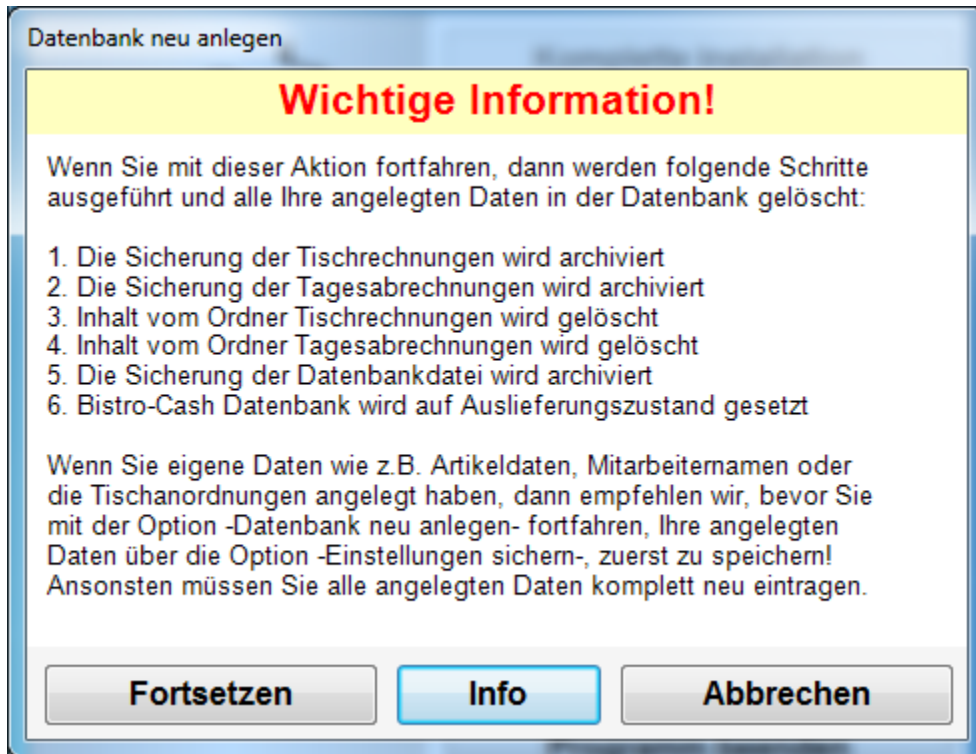 Datenbank neu anlegen
Komplette Installation
Wichtige Information!
Wenn Sie mit dieser Aktion fortfahren, dann werden folgende Schritte
ausgeführt und alle Ihre angelegten Daten in der Datenbank gelöscht:
1. Die Sicherung der Tischrechnungen wird archiviert
2. Die Sicherung der Tagesabrechnungen wird archiviert
3. Inhalt vom Ordner Tischrechnungen wird gelöscht
4. Inhalt vom Ordner Tagesabrechnungen wird gelöscht
5. Die Sicherung der Datenbankdatei wird archiviert
6. Bistro-Cash Datenbank wird auf Auslieferungszustand gesetzt
Wenn Sie eigene Daten wie z.B. Artikeldaten, Mitarbeiternamen oder
die Tischanordnungen angelegt haben, dann empfehlen wir, bevor Sie
mit der Option -Datenbank neu anlegen- fortfahren, Ihre angelegten
Daten über die Option -Einstellungen sichern-, zuerst zu speichern!
Ansonsten müssen Sie alle angelegten Daten komplett neu eintragen.
Fortsetzen Info Abbrechen
Programm beenden